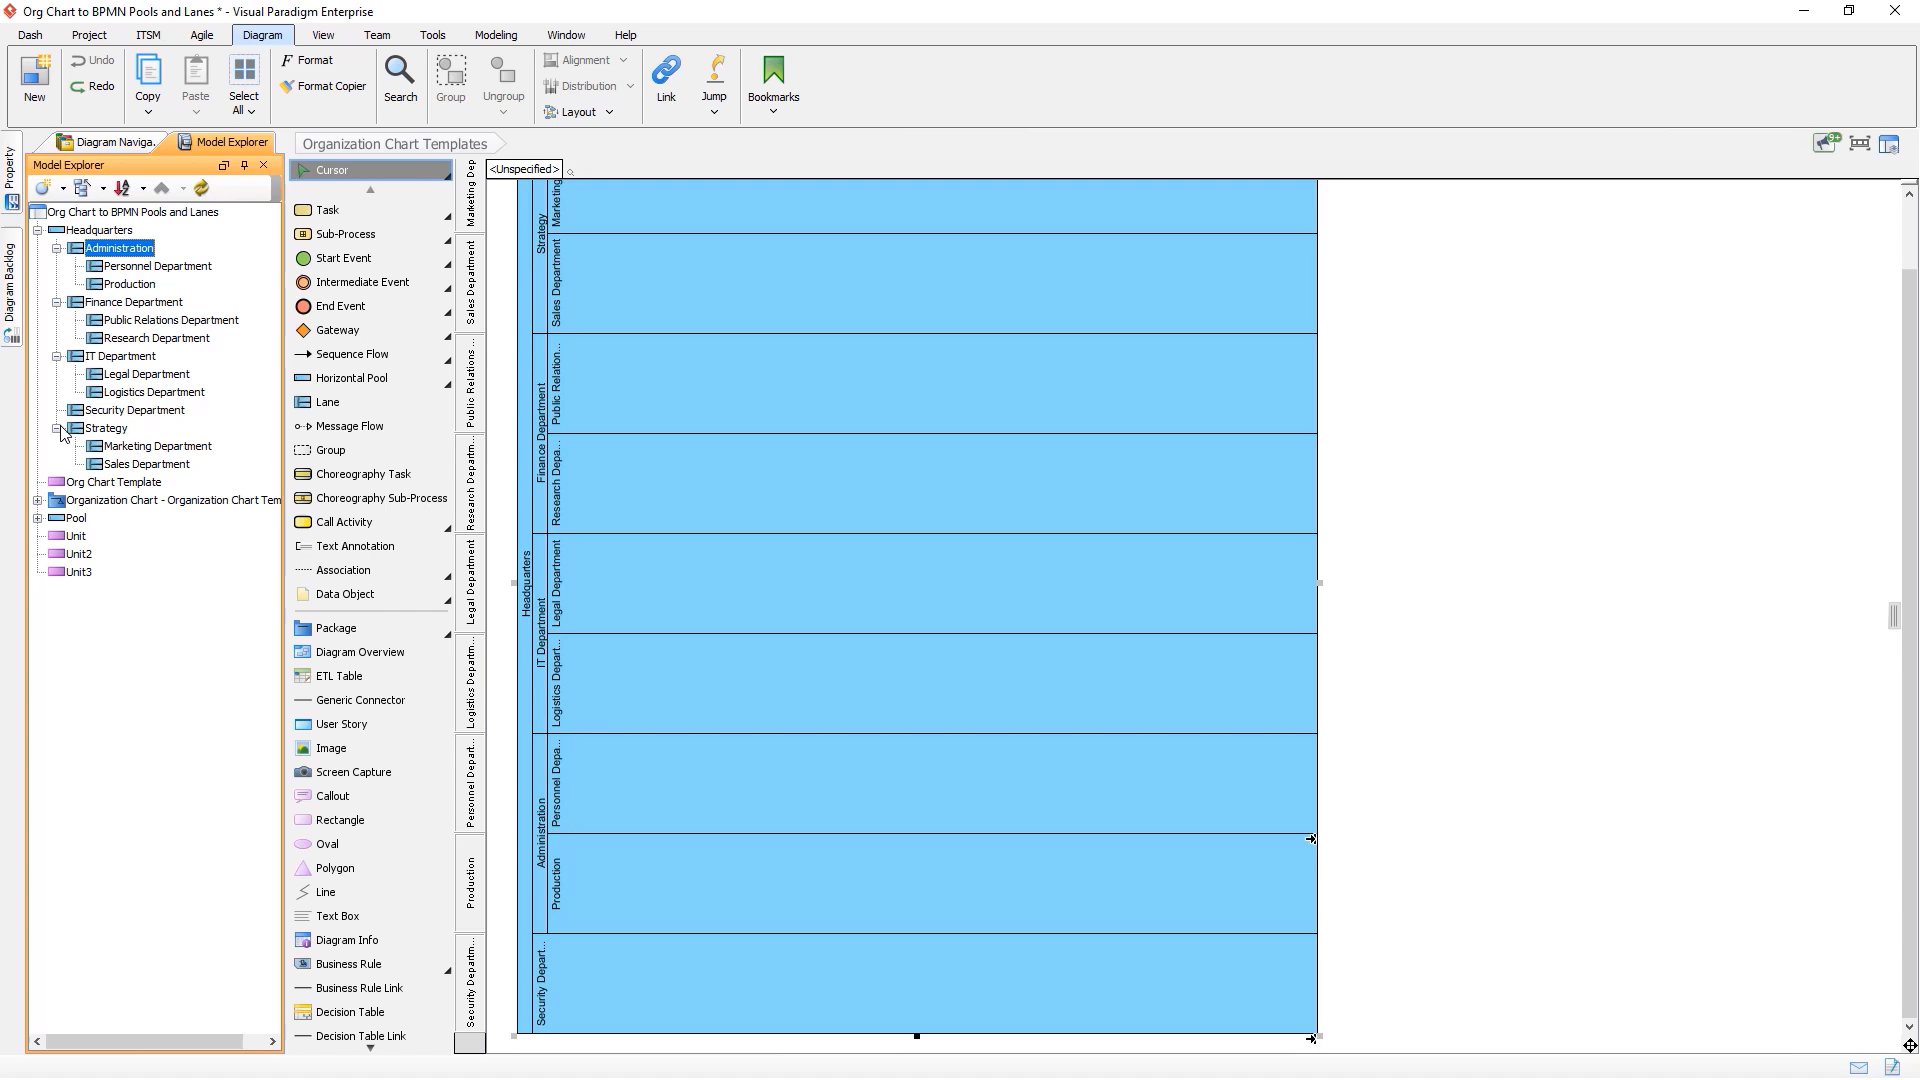 Org Chart to BPMN Pools and Lanes * - Visual Paradigm Enterprise
Dash Project ITSM Agile Diagram View Team Tools Modeling Window Help
New
Undo
Redo
Copy
Paste
Select All
Format
Format Copier
Search
Group
Ungroup
Alignment
Distribution
Layout
Link
Jump
Bookmarks
9+
Property
Diagram Backlog
Diagram Naviga.
Model Explorer
Model Explorer
Org Chart to BPMN Pools and Lanes
Headquarters
Administration
Personnel Department
Production
Finance Department
Public Relations Department
Research Department
IT Department
Legal Department
Logistics Department
Security Department
Strategy
Marketing Department
Sales Department
Org Chart Template
Organization Chart - Organization Chart Tem
Pool
Unit
Unit2
Unit3
Organization Chart Templates
Cursor
Task
Sub-Process
Start Event
Intermediate Event
End Event
Gateway
Sequence Flow
Horizontal Pool
Lane
Message Flow
Group
Choreography Task
Choreography Sub-Process
Call Activity
Text Annotation
Association
Data Object
Package
Diagram Overview
ETL Table
Generic Connector
User Story
Image
Screen Capture
Callout
Rectangle
Oval
Polygon
Line
Text Box
Diagram Info
Business Rule
Business Rule Link
Decision Table
Decision Table Link
Marketing Dep
Sales Department
Public Relations ...
Research Departm...
Legal Department
Logistics Departm...
Personnel Depart...
Production
Security Departm...
<Unspecified>
Headquarters
Strategy
Marketing
Sales Department
Finance Department
Public Relation...
Research Depa...
IT Department
Legal Department
Logistics Depart...
Administration
Personnel Depa...
Production
Security Depart...